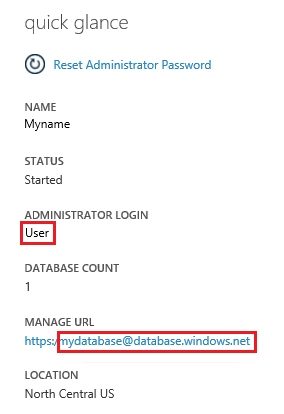 quick glance
Reset Administrator Password
NAME
Myname
STATUS
Started
ADMINISTRATOR LOGIN
User
DATABASE COUNT
1
MANAGE URL
https:/mydatabase@database.windows.net
LOCATION
North Central US